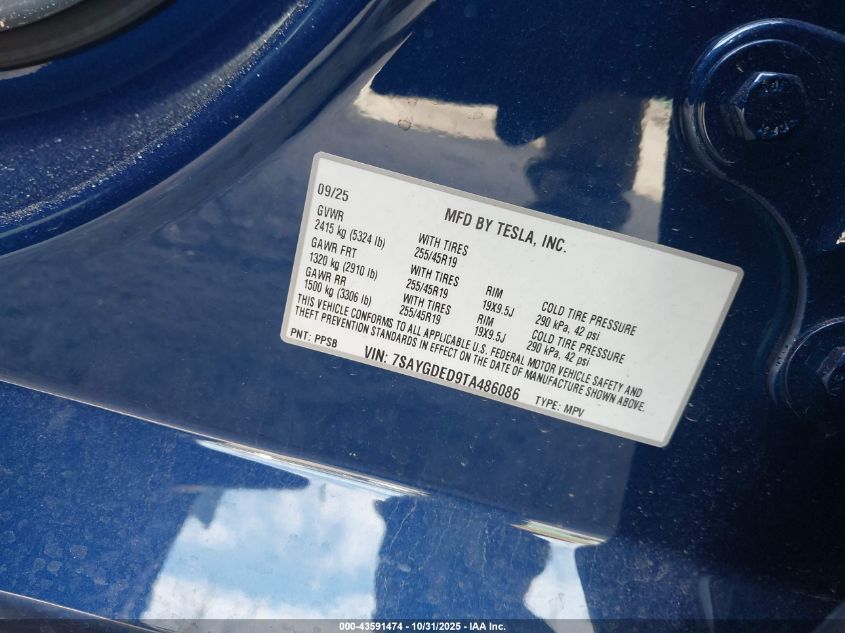 09/25
MFD BY TESLA, INC.
GVWR
2415 kg (5324 lb)
WITH TIRES
255/45R19
GAWR FRT
1320 kg (2910 lb)
WITH TIRES
255/45R19
RIM
19X9.5J
COLD TIRE PRESSURE
290 kPa, 42 psi
GAWR RR
1500 kg (3306 lb)
WITH TIRES
255/45R19
RIM
19X9.5J
COLD TIRE PRESSURE
290 kPa, 42 psi
THIS VEHICLE CONFORMS TO ALL APPLICABLE U.S. FEDERAL MOTOR VEHICLE SAFETY AND
THEFT PREVENTION STANDARDS IN EFFECT ON THE DATE OF MANUFACTURE SHOWN ABOVE.
PNT: PPSB
VIN: 7SAYGDED9TA486086
TYPE: MPV
000-43591474 - 10/31/2025 - IAA Inc.